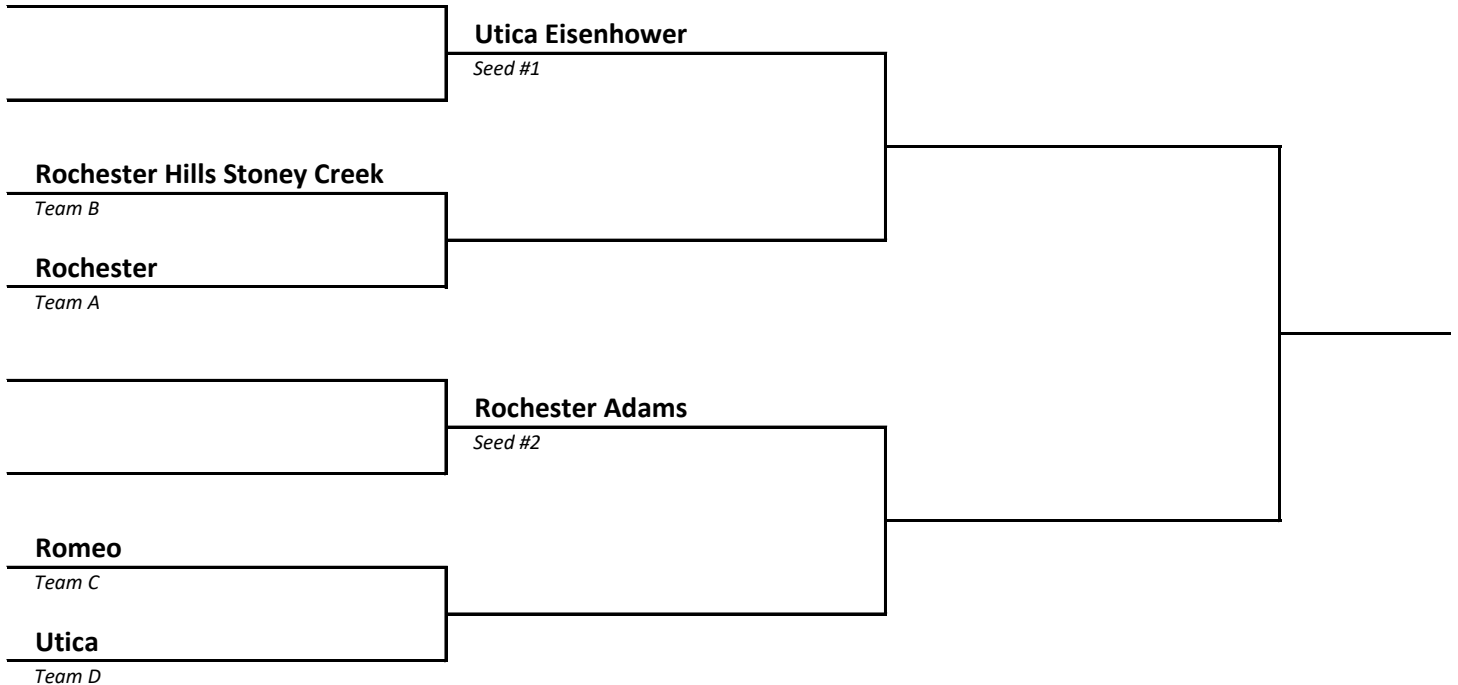 Utica Eisenhower
Seed #1
Rochester Hills Stoney Creek
Team B
Rochester
Team A
Rochester Adams
Seed #2
Romeo
Team C
Utica
Team D